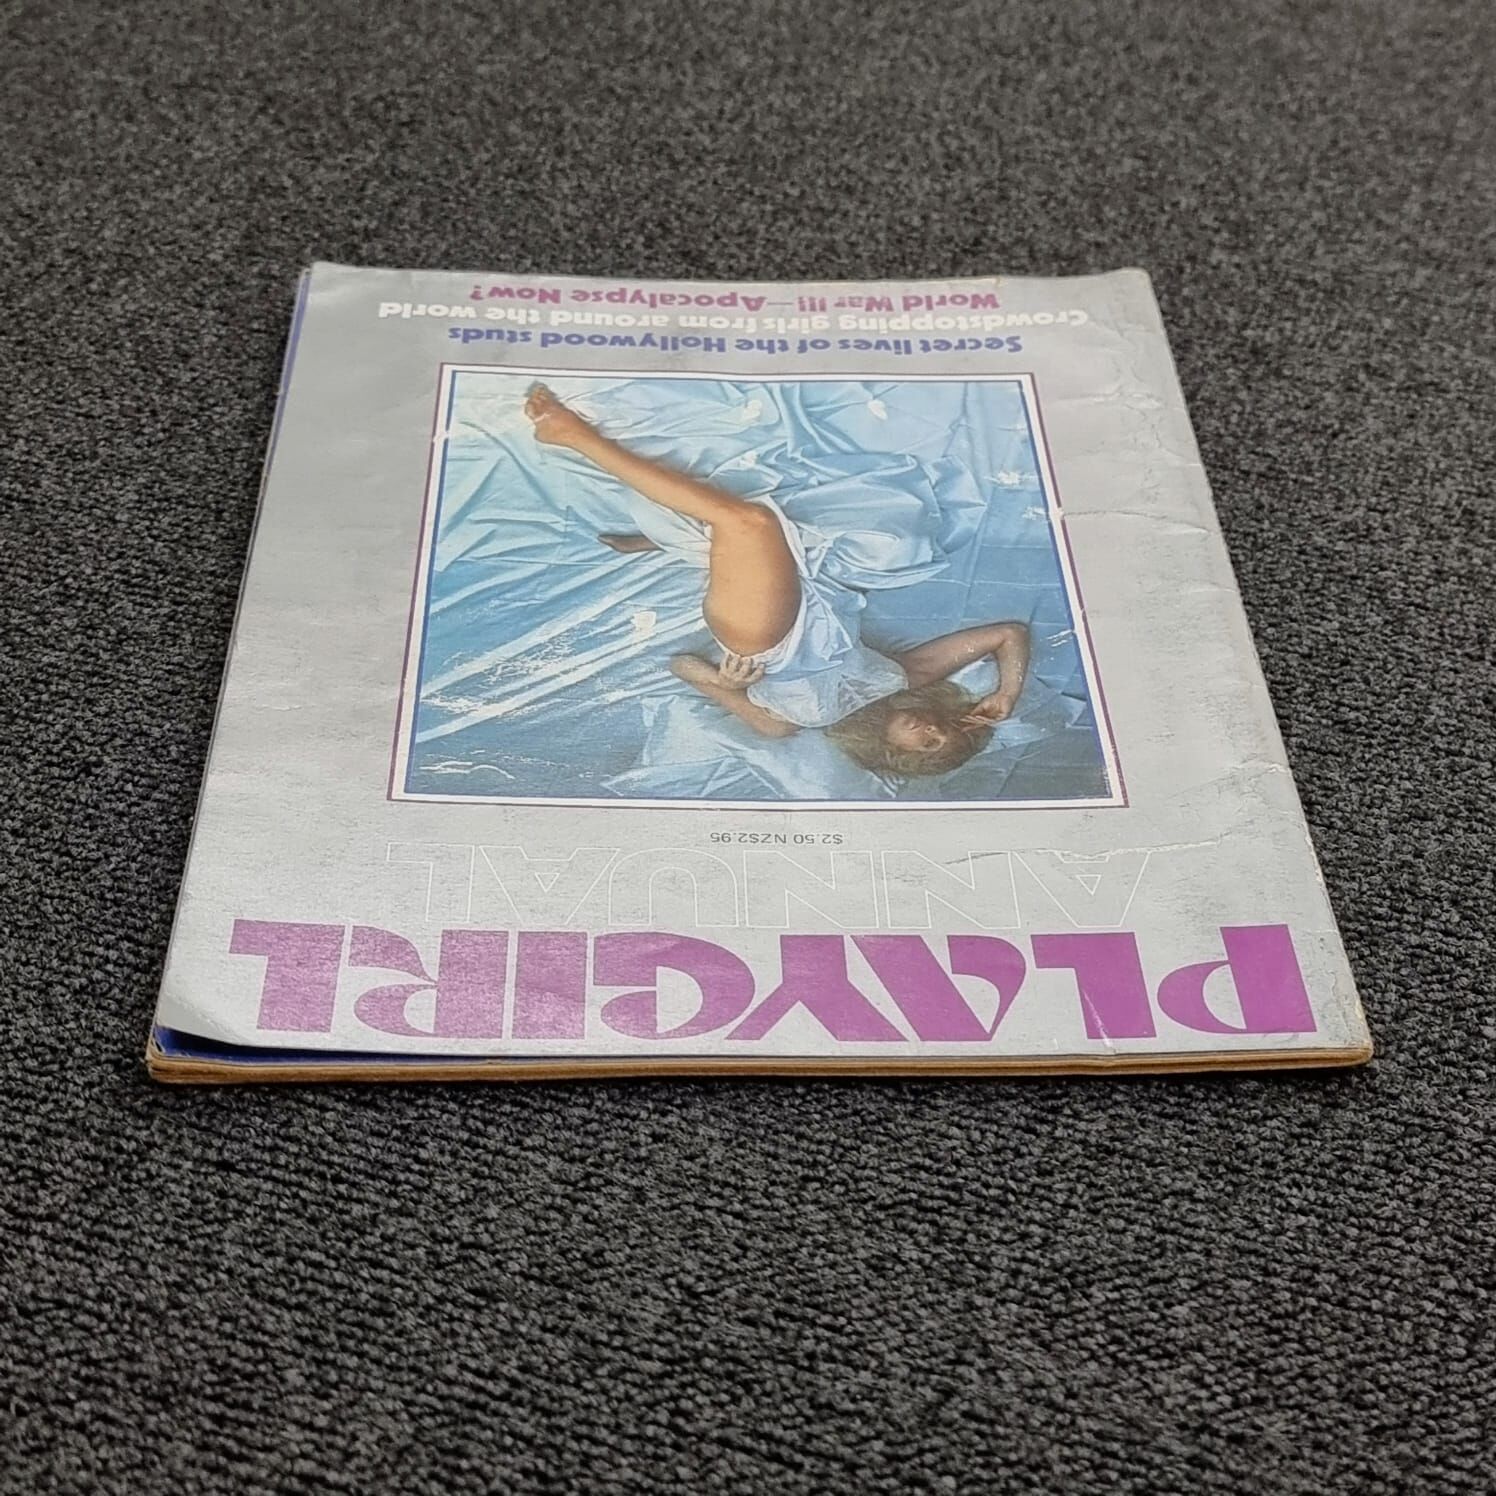 PLAYGIRL
ANNUAL
$2.50 NZ$2.95
Secret lives of the Hollywood studs
Crowdstopping girls from around the world
World War III—Apocalypse Now?